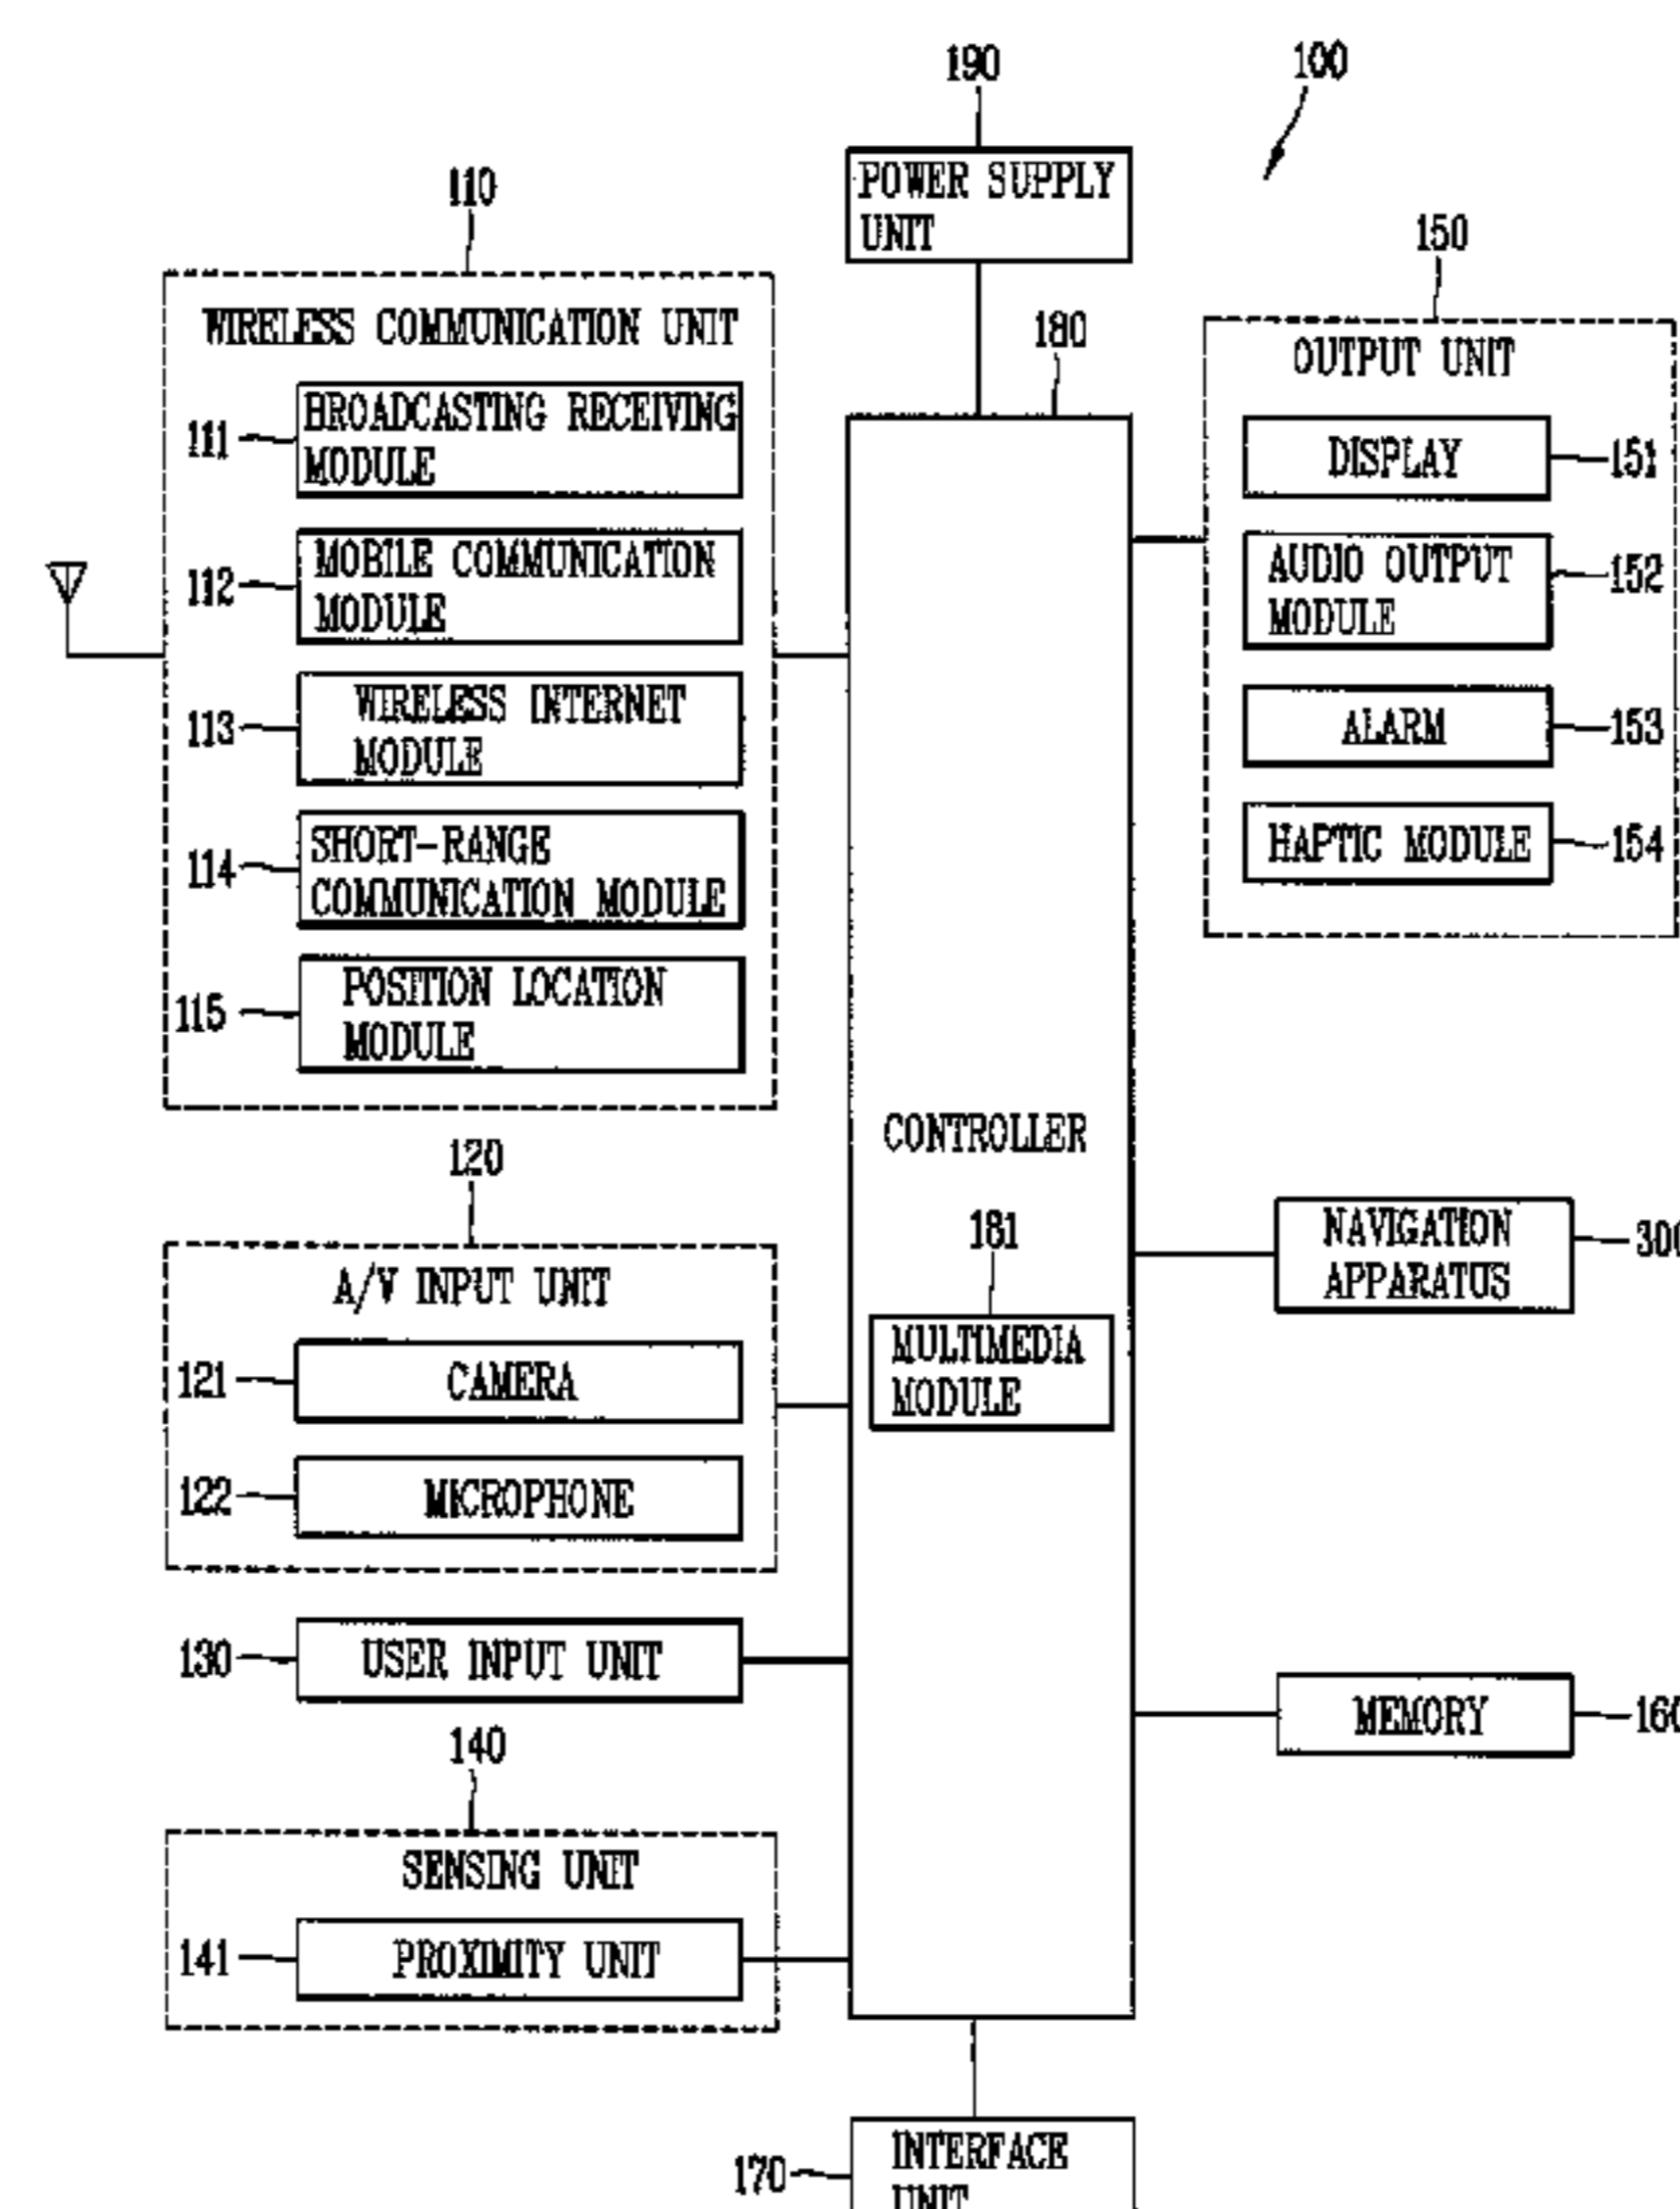 190
100
POWER SUPPLY
UNIT
110
WIRELESS COMMUNICATION UNIT
111
BROADCASTING RECEIVING
MODULE
112
MOBILE COMMUNICATION
MODULE
113
WIRELESS INTERNET
MODULE
114
SHORT-RANGE
COMMUNICATION MODULE
115
POSITION LOCATION
MODULE
120
A/V INPUT UNIT
121
CAMERA
122
MICROPHONE
130
USER INPUT UNIT
140
SENSING UNIT
141
PROXIMITY UNIT
180
CONTROLLER
181
MULTIMEDIA
MODULE
150
OUTPUT UNIT
DISPLAY
151
AUDIO OUTPUT
MODULE
152
ALARM
153
HAPTIC MODULE
154
NAVIGATION
APPARATUS
300
MEMORY
160
170
INTERFACE
UNIT